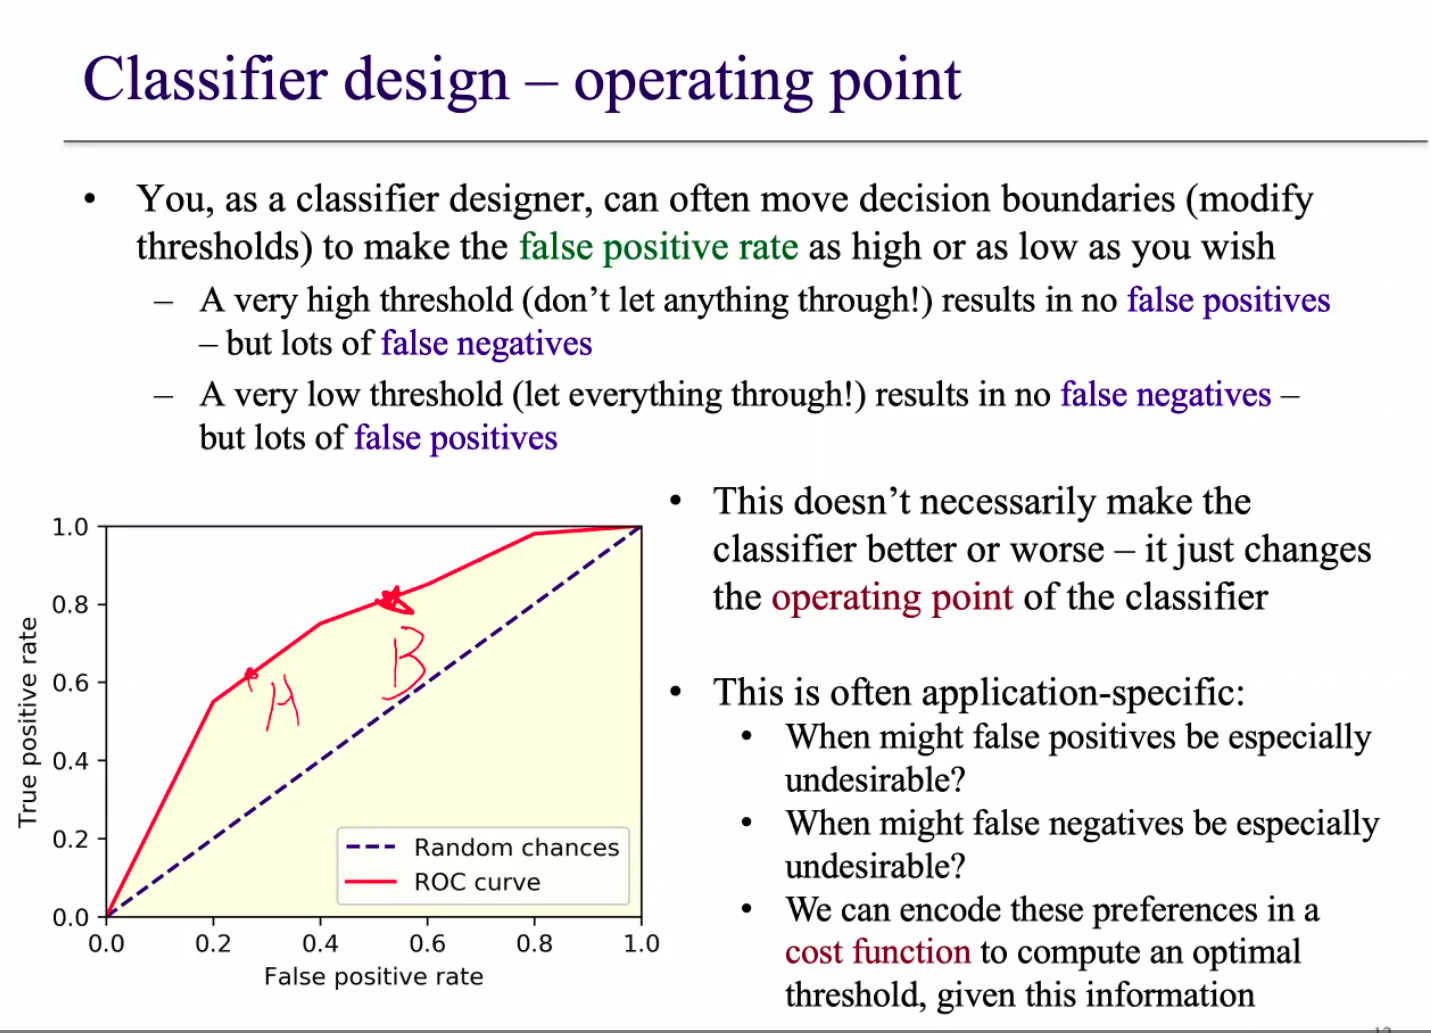 Classifier design – operating point
• You, as a classifier designer, can often move decision boundaries (modify
thresholds) to make the false positive rate as high or as low as you wish
– A very high threshold (don’t let anything through!) results in no false positives
– but lots of false negatives
– A very low threshold (let everything through!) results in no false negatives –
but lots of false positives
• This doesn’t necessarily make the
classifier better or worse – it just changes
the operating point of the classifier
• This is often application-specific:
• When might false positives be especially
undesirable?
• When might false negatives be especially
undesirable?
• We can encode these preferences in a
cost function to compute an optimal
threshold, given this information
True positive rate
1.0
0.8
0.6
0.4
0.2
0.0
A
B
Random chances
ROC curve
0.0 0.2 0.4 0.6 0.8 1.0
False positive rate